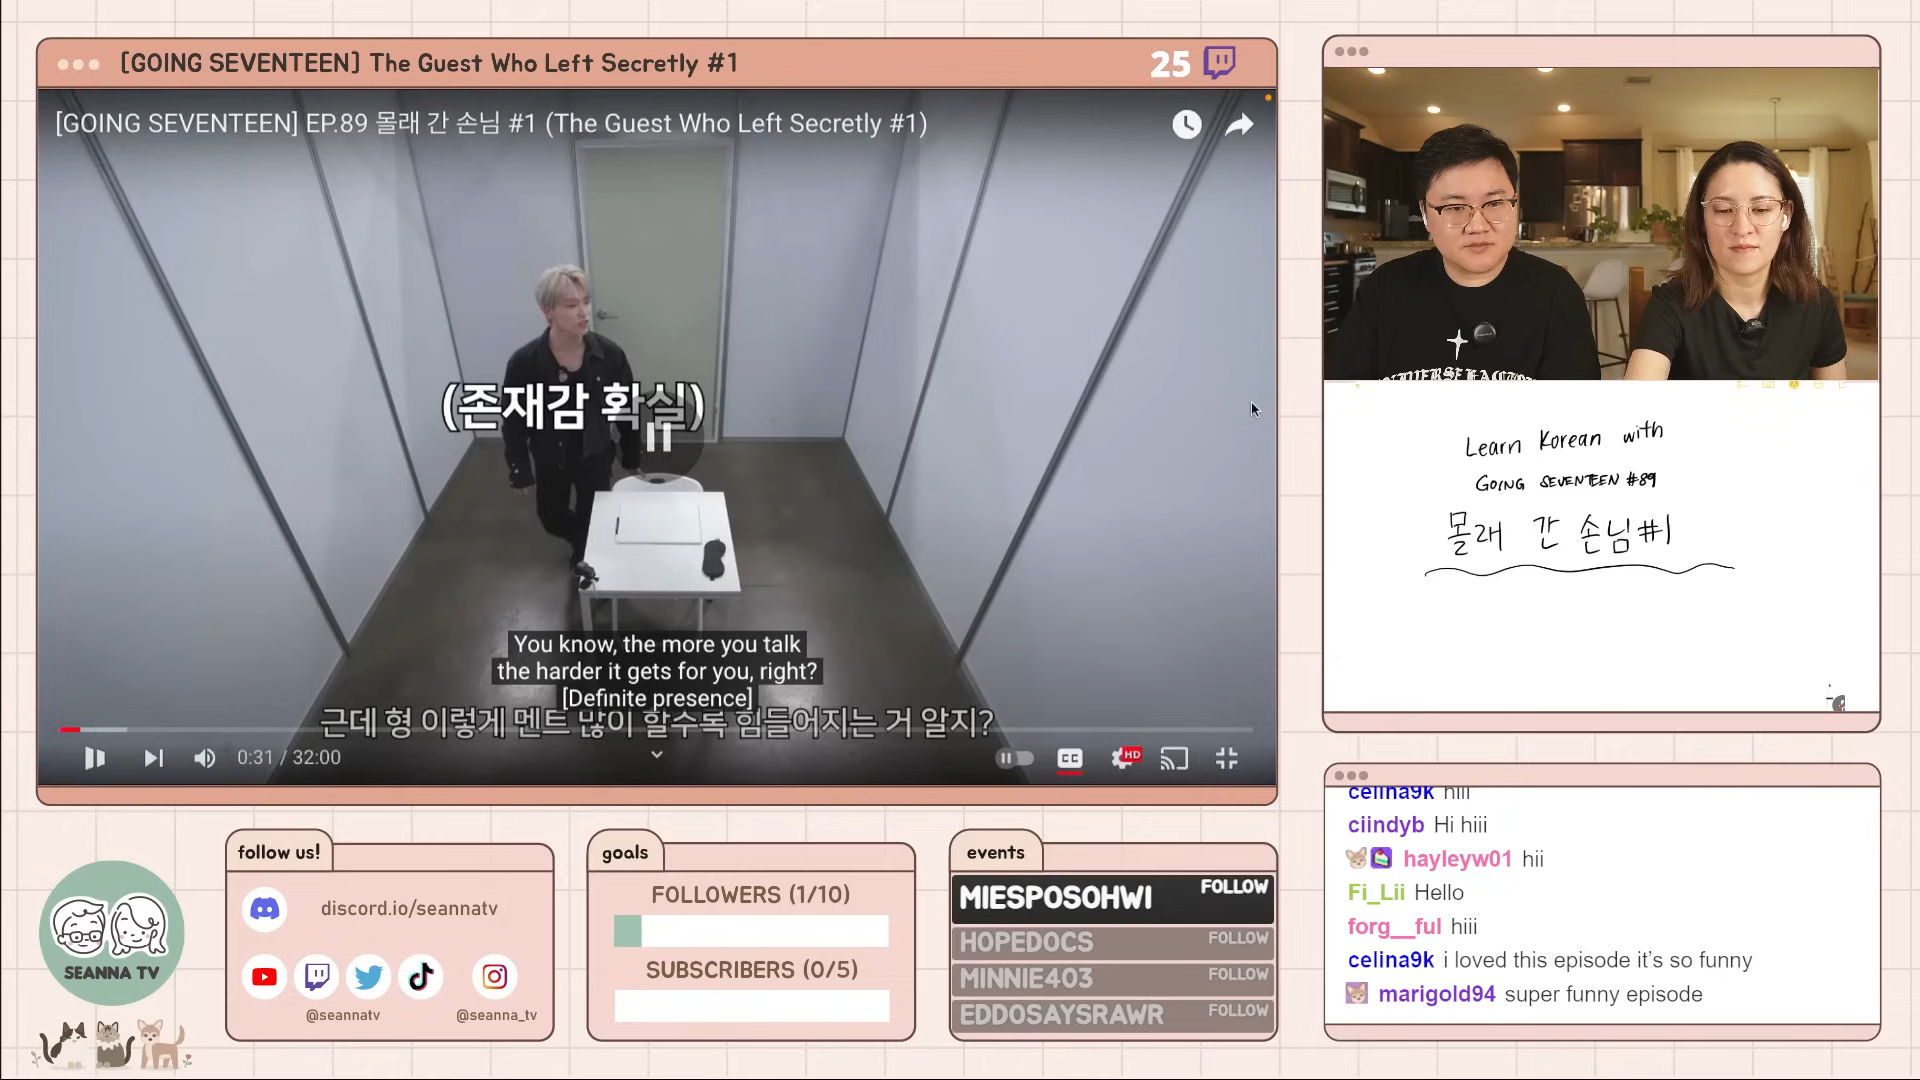 [GOING SEVENTEEN] The Guest Who Left Secretly #1
25
[GOING SEVENTEEN] EP.89 몰래 간 손님 #1 (The Guest Who Left Secretly #1)
(존재감 확실)
You know, the more you talk
the harder it gets for you, right?
[Definite presence]
근데 형 이렇게 멘트 많이 할수록 힘들어지는 거 알지?
0:31 / 32:00
CC
HD
Learn Korean with
GOING SEVENTEEN #89
몰래 간 손님#1
celina9k hiii
ciindyb Hi hiii
hayleyw01 hii
Fi_Lii Hello
forg__ful hiii
celina9k i loved this episode it's so funny
marigold94 super funny episode
SEANNA TV
follow us!
discord.io/seannatv
@seannatv
@seanna_tv
goals
FOLLOWERS (1/10)
SUBSCRIBERS (0/5)
events
MIESPOSOHWI FOLLOW
HOPEDOCS FOLLOW
MINNIE403 FOLLOW
EDDOSAYSRAWR FOLLOW